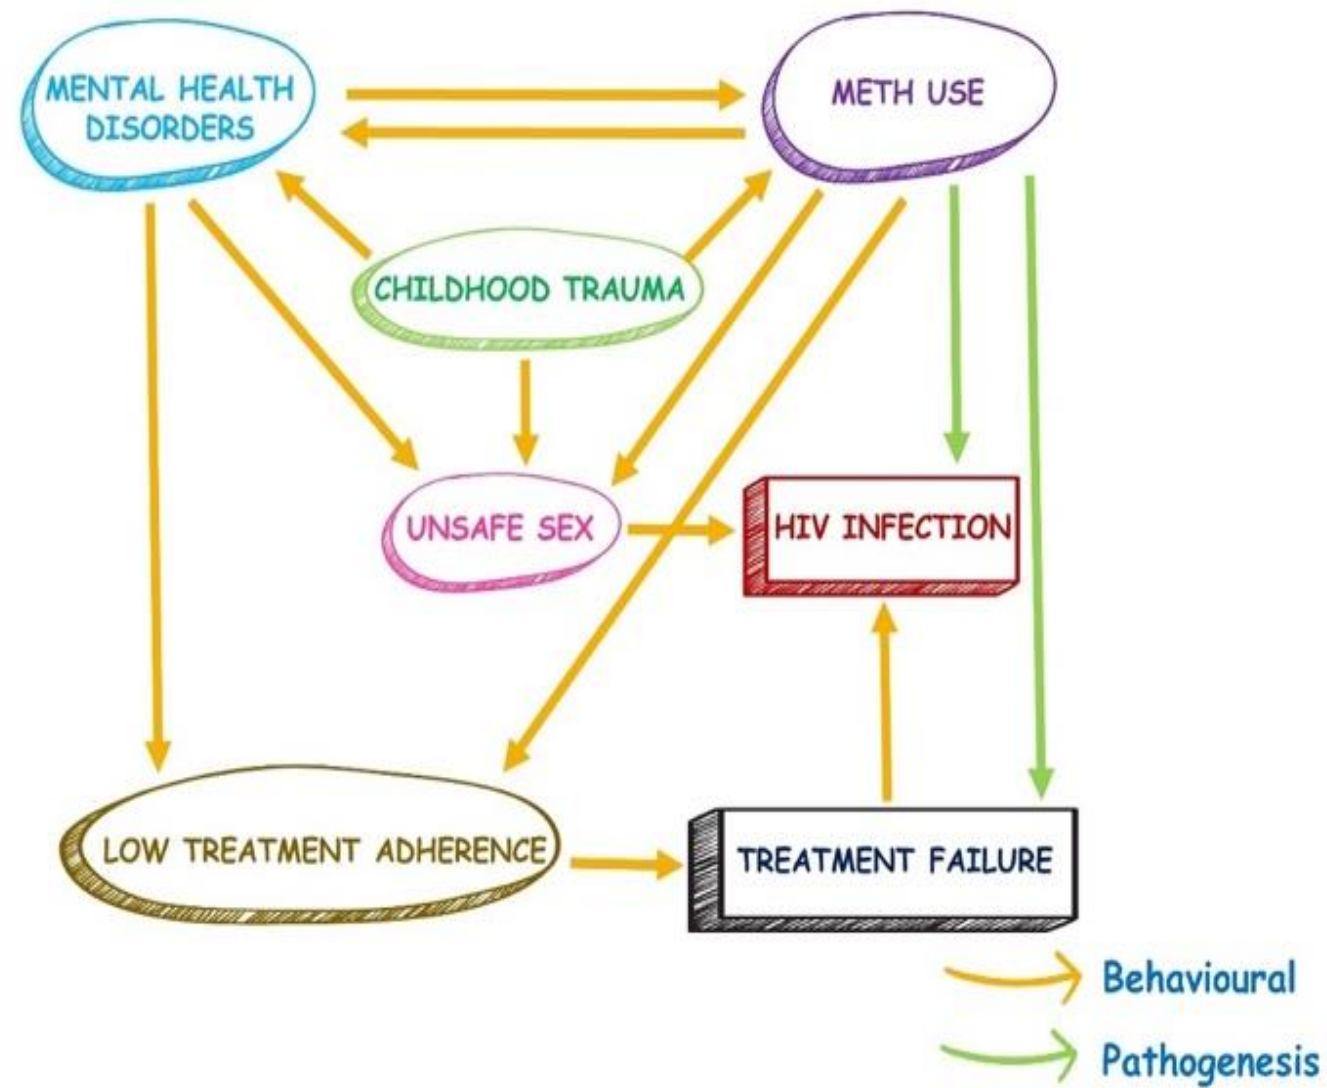 MENTAL HEALTH
DISORDERS
METH USE
CHILDHOOD TRAUMA
UNSAFE SEX
HIV INFECTION
LOW TREATMENT ADHERENCE
TREATMENT FAILURE
Behavioural
Pathogenesis